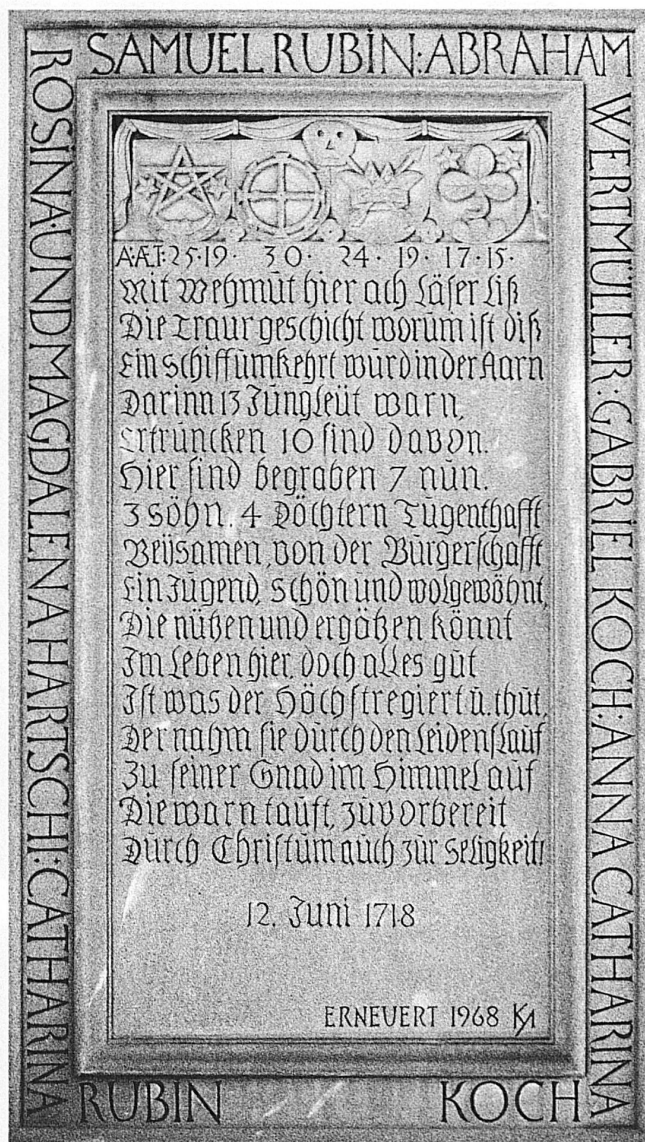 SAMUEL RUBIN: ABRAHAM
WERTMÜLLER· GABRIEL KOCH: ANNA CATHARINA
KOCH
ROSINA UND MAGDALENA HARTSCHI: CATHARINA
RUBIN
A·Æ.T: 25· 19· 30· 24· 19· 17· 15·
Mit Wehmut hier ach Läser Liß
Die Traur geschicht worum ist diß
Ein schiff umkehrt wurd in der Aarn
Darinn 13 Jung Leüt warn,
Ertruncken 10 sind davon.
Hier sind begraben 7 nun.
3 söhn. 4 Döchtern Tugenthafft
Beÿsamen, von der Burgerschafft
Ein Jugend, schön und wolgewöhnt,
Die nützen und ergötzen könnt
Im Leben hier, doch alles gut
Ist was der Höchst regiert u. thut,
Der nahm sie durch den Leidenslauf
Zu seiner Gnad im Himmel auf
Die warn tauft, zuvor bereit
Durch Christum auch zur Seligkeit!
12. Juni 1718
ERNEUERT 1968